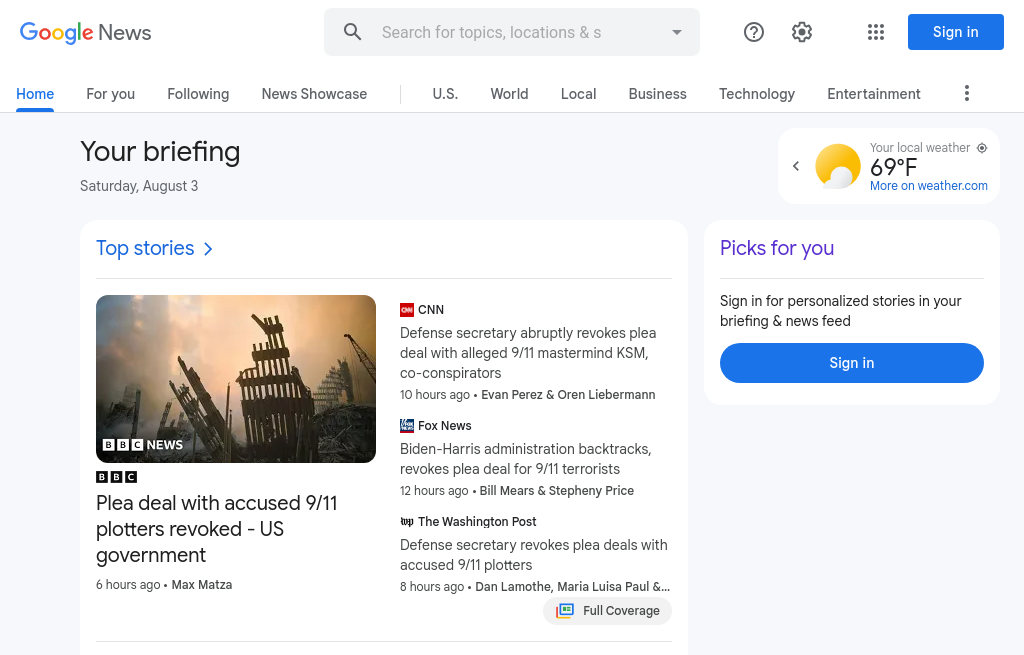 Google News
Search for topics, locations & s
Sign in
Home
For you
Following
News Showcase
U.S.
World
Local
Business
Technology
Entertainment
Your briefing
Saturday, August 3
Your local weather
69°F
More on weather.com
Top stories
BBC NEWS
BBC
Plea deal with accused 9/11
plotters revoked - US
government
6 hours ago • Max Matza
CNN
CNN
Defense secretary abruptly revokes plea
deal with alleged 9/11 mastermind KSM,
co-conspirators
10 hours ago • Evan Perez & Oren Liebermann
FOX NEWS
Fox News
Biden-Harris administration backtracks,
revokes plea deal for 9/11 terrorists
12 hours ago • Bill Mears & Stepheny Price
wp
The Washington Post
Defense secretary revokes plea deals with
accused 9/11 plotters
8 hours ago • Dan Lamothe, Maria Luisa Paul &...
Full Coverage
Picks for you
Sign in for personalized stories in your
briefing & news feed
Sign in